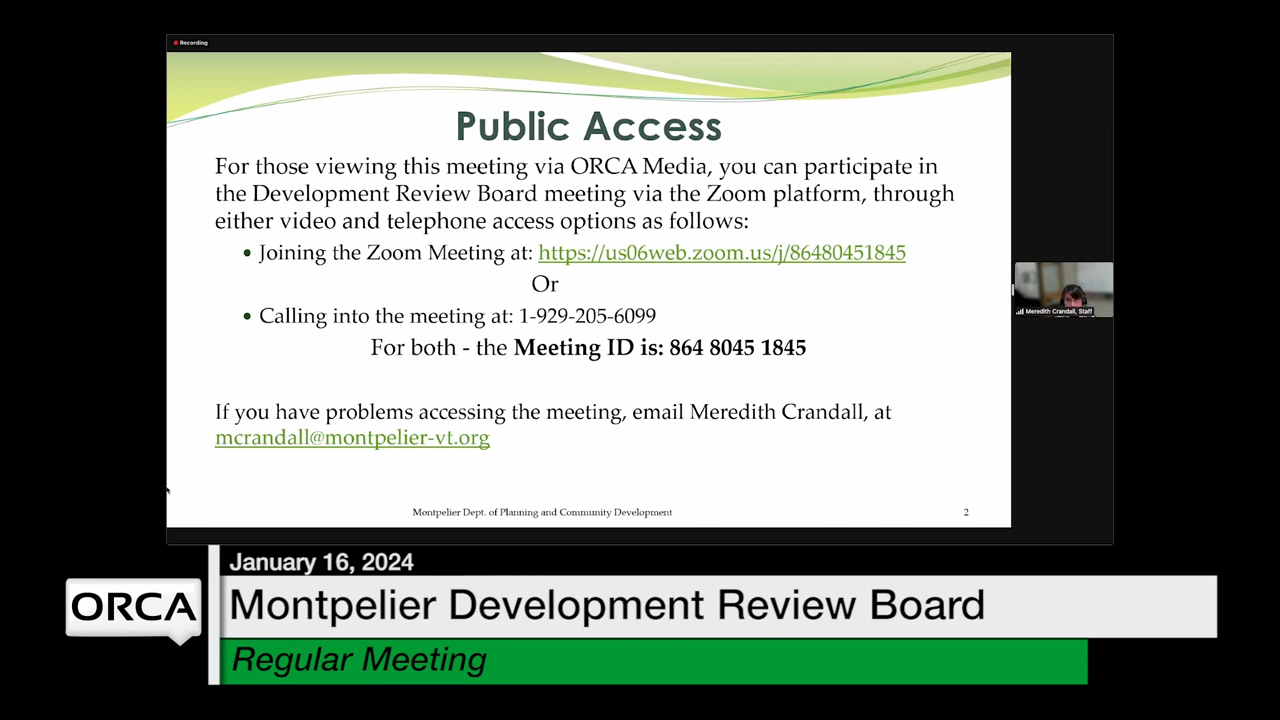 Recording
Public Access
For those viewing this meeting via ORCA Media, you can participate in
the Development Review Board meeting via the Zoom platform, through
either video and telephone access options as follows:
• Joining the Zoom Meeting at: https://us06web.zoom.us/j/86480451845
Or
• Calling into the meeting at: 1-929-205-6099
For both - the Meeting ID is: 864 8045 1845
If you have problems accessing the meeting, email Meredith Crandall, at
mcrandall@montpelier-vt.org
Montpelier Dept. of Planning and Community Development 2
Meredith Crandall, Staff
January 16, 2024
ORCA
Montpelier Development Review Board
Regular Meeting